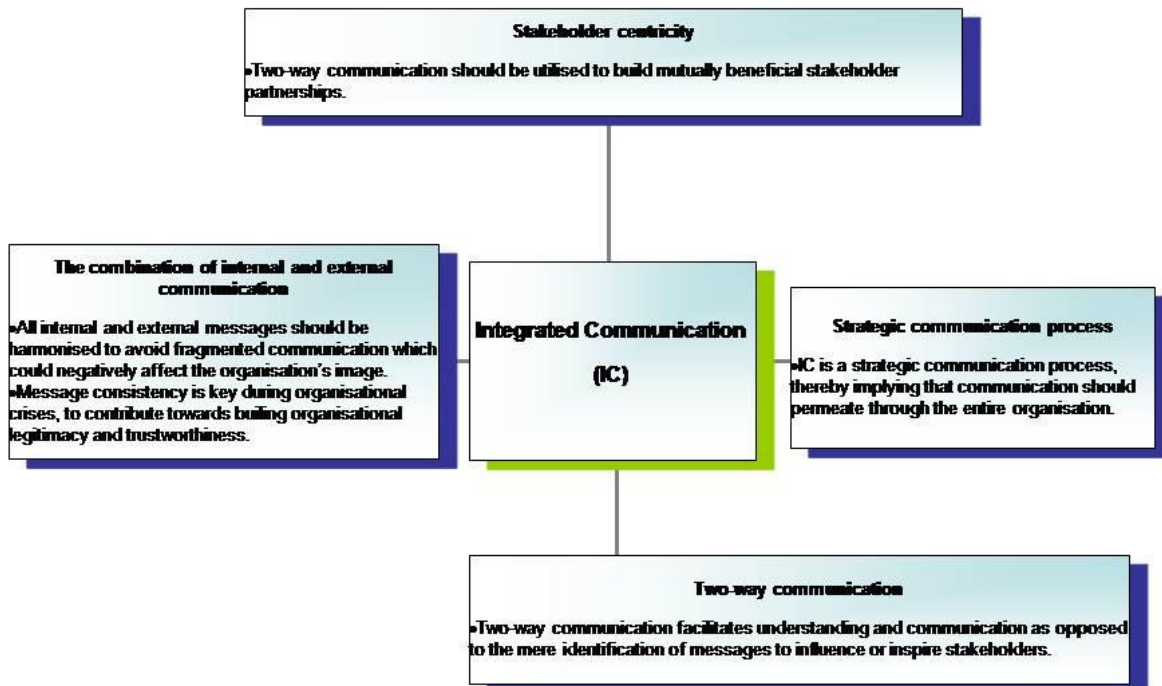 Stakeholder centricity
•Two-way communication should be utilised to build mutually beneficial stakeholder
partnerships.
The combination of internal and external
communication
•All internal and external messages should be
harmonised to avoid fragmented communication which
could negatively affect the organisation's image.
•Message consistency is key during organisational
crises, to contribute towards builing organisational
legitimacy and trustworthiness.
Integrated Communication
(IC)
Strategic communication process
•IC is a strategic communication process,
thereby implying that communication should
permeate through the entire organisation.
Two-way communication
•Two-way communication facilitates understanding and communication as opposed
to the mere identification of messages to influence or inspire stakeholders.